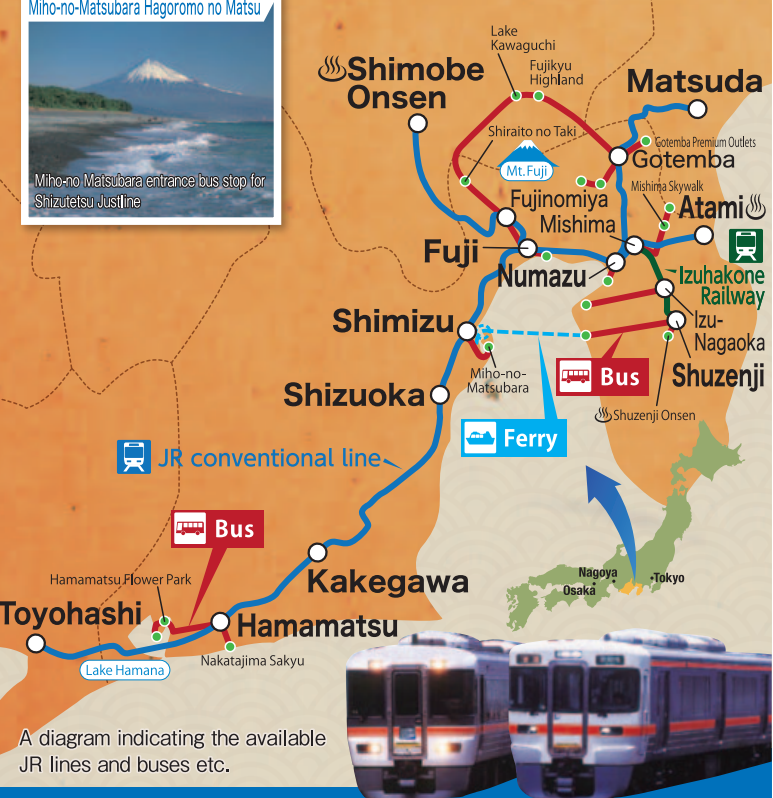 Miho-no-Matsubara Hagoromo no Matsu
Miho-no Matsubara entrance bus stop for
Shizutetsu Justline
Lake
Kawaguchi
Fujikyu
Highland
Shimobe
Onsen
Matsuda
Shiraito no Taki
Gotemba Premium Outlets
Gotemba
Mt.Fuji
Mishima Skywalk
Fujinomiya
Mishima
Atami
Fuji
Numazu
Izuhakone
Railway
Shimizu
Izu-
Nagaoka
Miho-no-
Matsubara
Bus
Shuzenji
Shizuoka
Shuzenji Onsen
Ferry
JR conventional line
Bus
Nagoya
Osaka
Tokyo
Kakegawa
Hamamatsu Flower Park
Toyohashi
Hamamatsu
Lake Hamana
Nakatajima Sakyu
A diagram indicating the available
JR lines and buses etc.